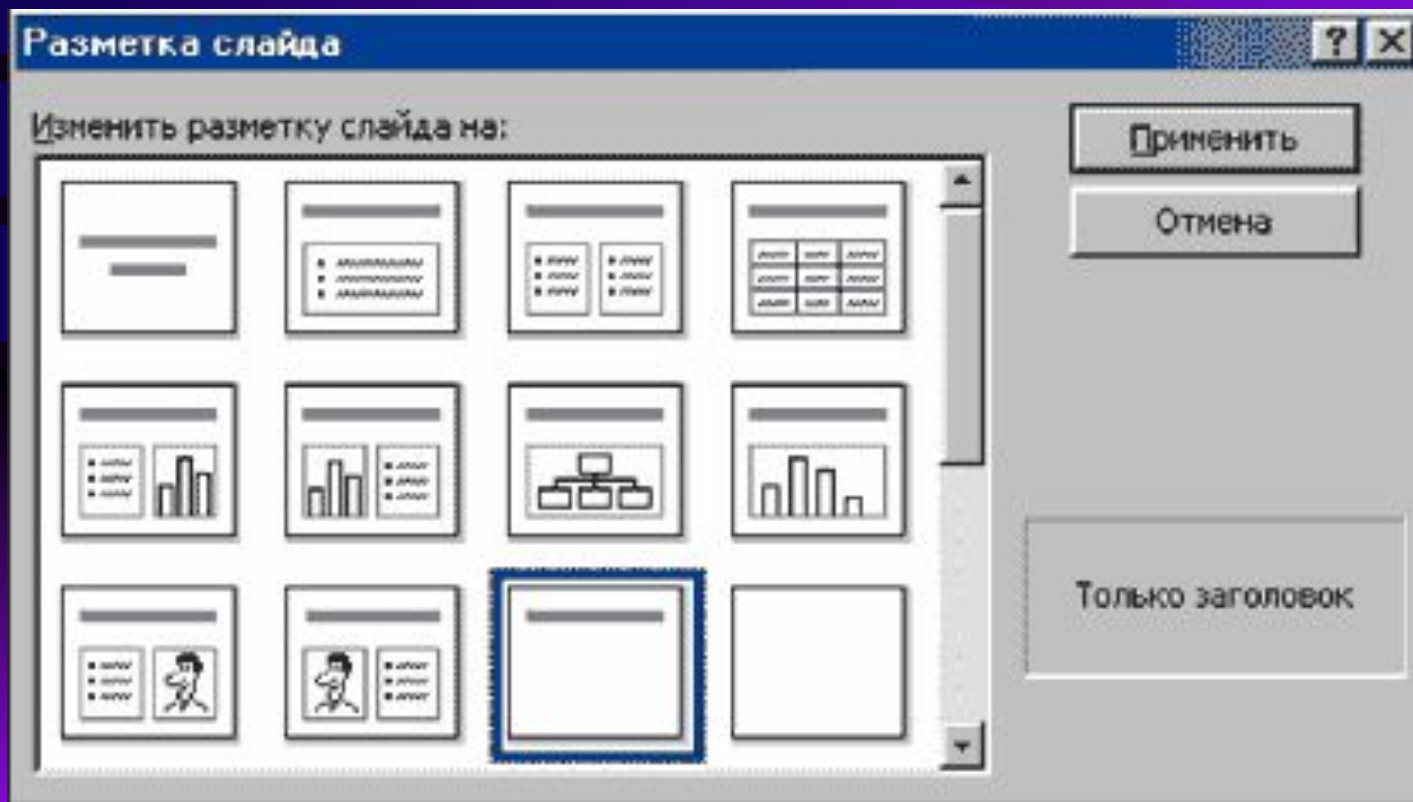 Разметка слайда
Изменить разметку слайда на:
Применить
Отмена
Только заголовок